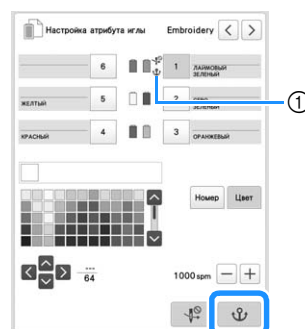 Настройка атрибута иглы Embroidery
6 1 ЛАЙМОВЫЙ ЗЕЛЕНЫЙ
ЖЕЛТЫЙ 5 2
КРАСНЫЙ 4 3 ОРАНЖЕВЫЙ
1
Номер Цвет
64
1000 spm